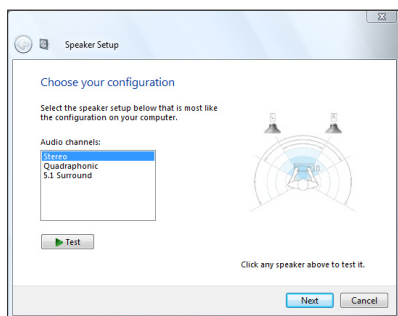 Speaker Setup
Choose your configuration
Select the speaker setup below that is most like
the configuration on your computer.
Audio channels:
Stereo
Quadraphonic
5.1 Surround
Test
Click any speaker above to test it.
Next
Cancel